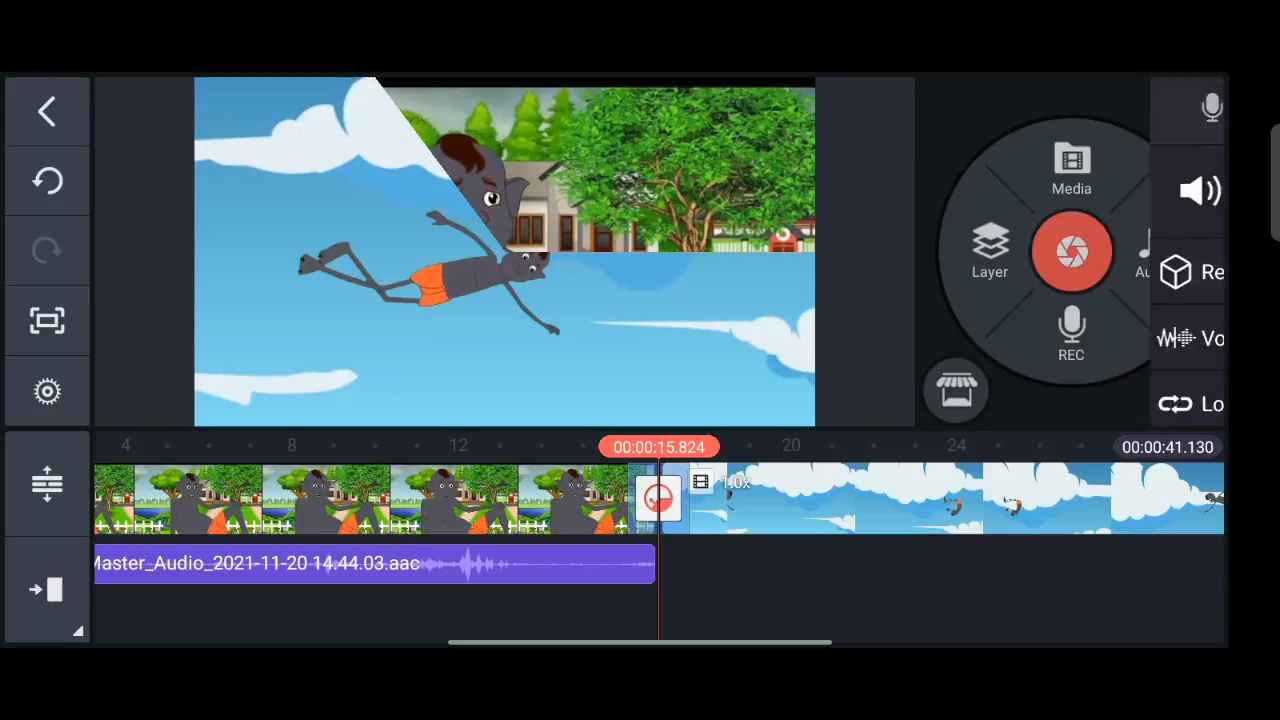 Media
Layer
Au
REC
Re
Vo
Lo
4
8
12
00:00:15.824
20
24
00:00:41.130
1.0x
Master_Audio_2021-11-20 14.44.03.aac